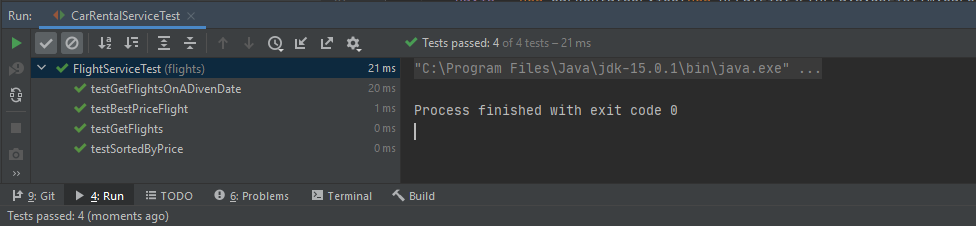 Run: CarRentalServiceTest ×
Tests passed: 4 of 4 tests – 21 ms
FlightServiceTest (flights) 21 ms
testGetFlightsOnADivenDate 20 ms
testBestPriceFlight 1 ms
testGetFlights 0 ms
testSortedByPrice 0 ms
"C:\Program Files\Java\jdk-15.0.1\bin\java.exe" ...
Process finished with exit code 0
9: Git 4: Run TODO 6: Problems Terminal Build
Tests passed: 4 (moments ago)